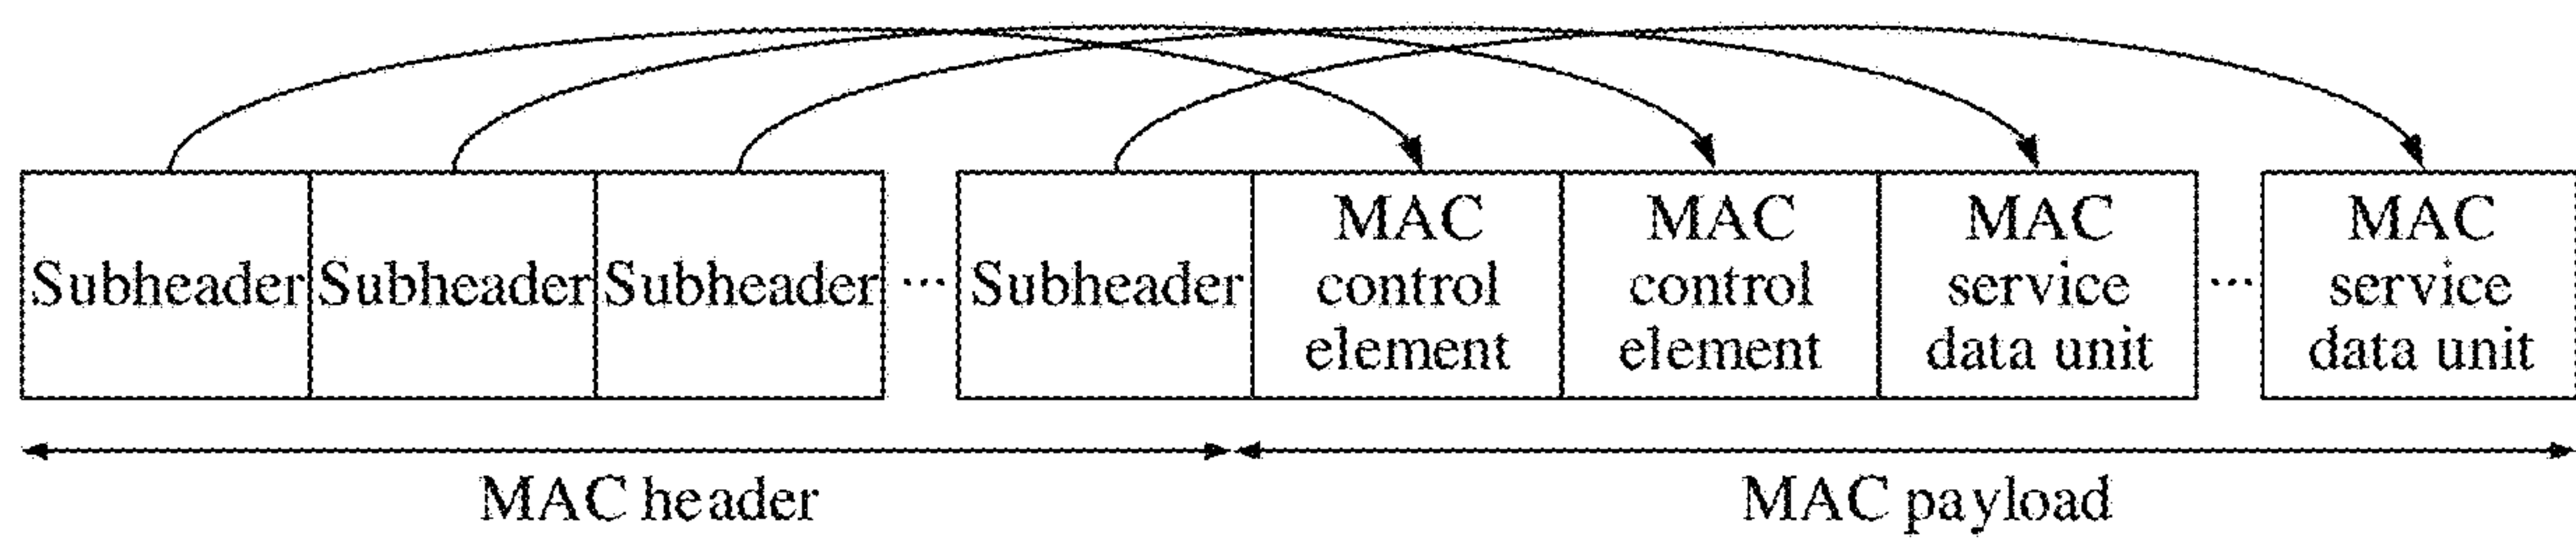 Subheader Subheader Subheader ... Subheader
MAC control element
MAC control element
MAC service data unit
...
MAC service data unit
MAC header
MAC payload